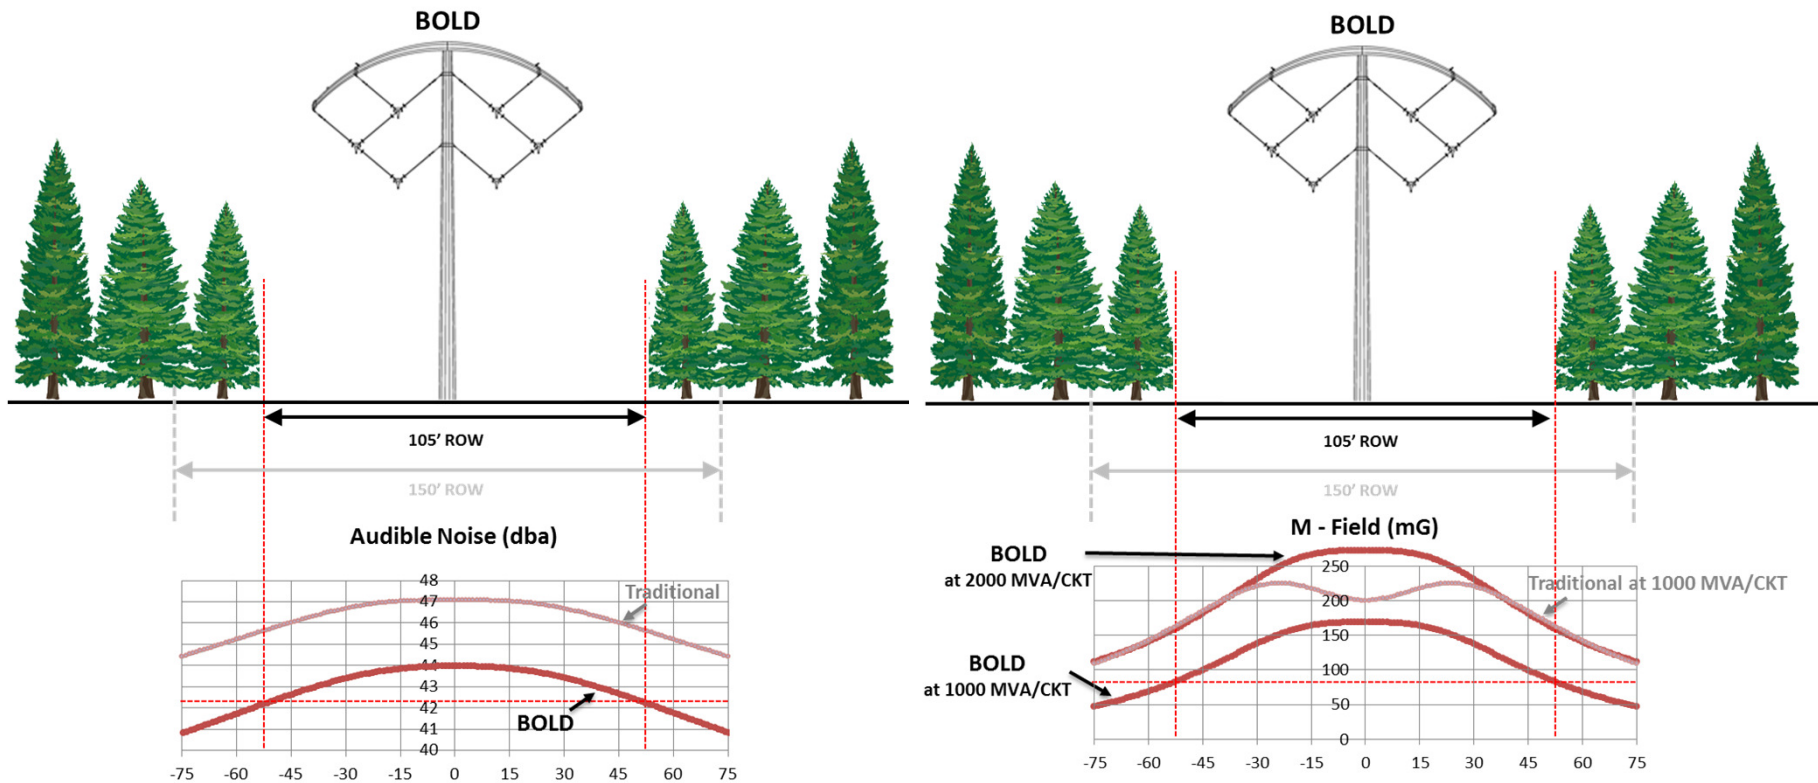 BOLD
105' ROW
150' ROW
Audible Noise (dba)
48
47
46
45
44
43
42
41
40
Traditional
BOLD
-75 -60 -45 -30 -15 0 15 30 45 60 75
BOLD
105' ROW
150' ROW
M - Field (mG)
BOLD
at 2000 MVA/CKT
Traditional at 1000 MVA/CKT
BOLD
at 1000 MVA/CKT
250
200
150
100
50
0
-75 -60 -45 -30 -15 0 15 30 45 60 75